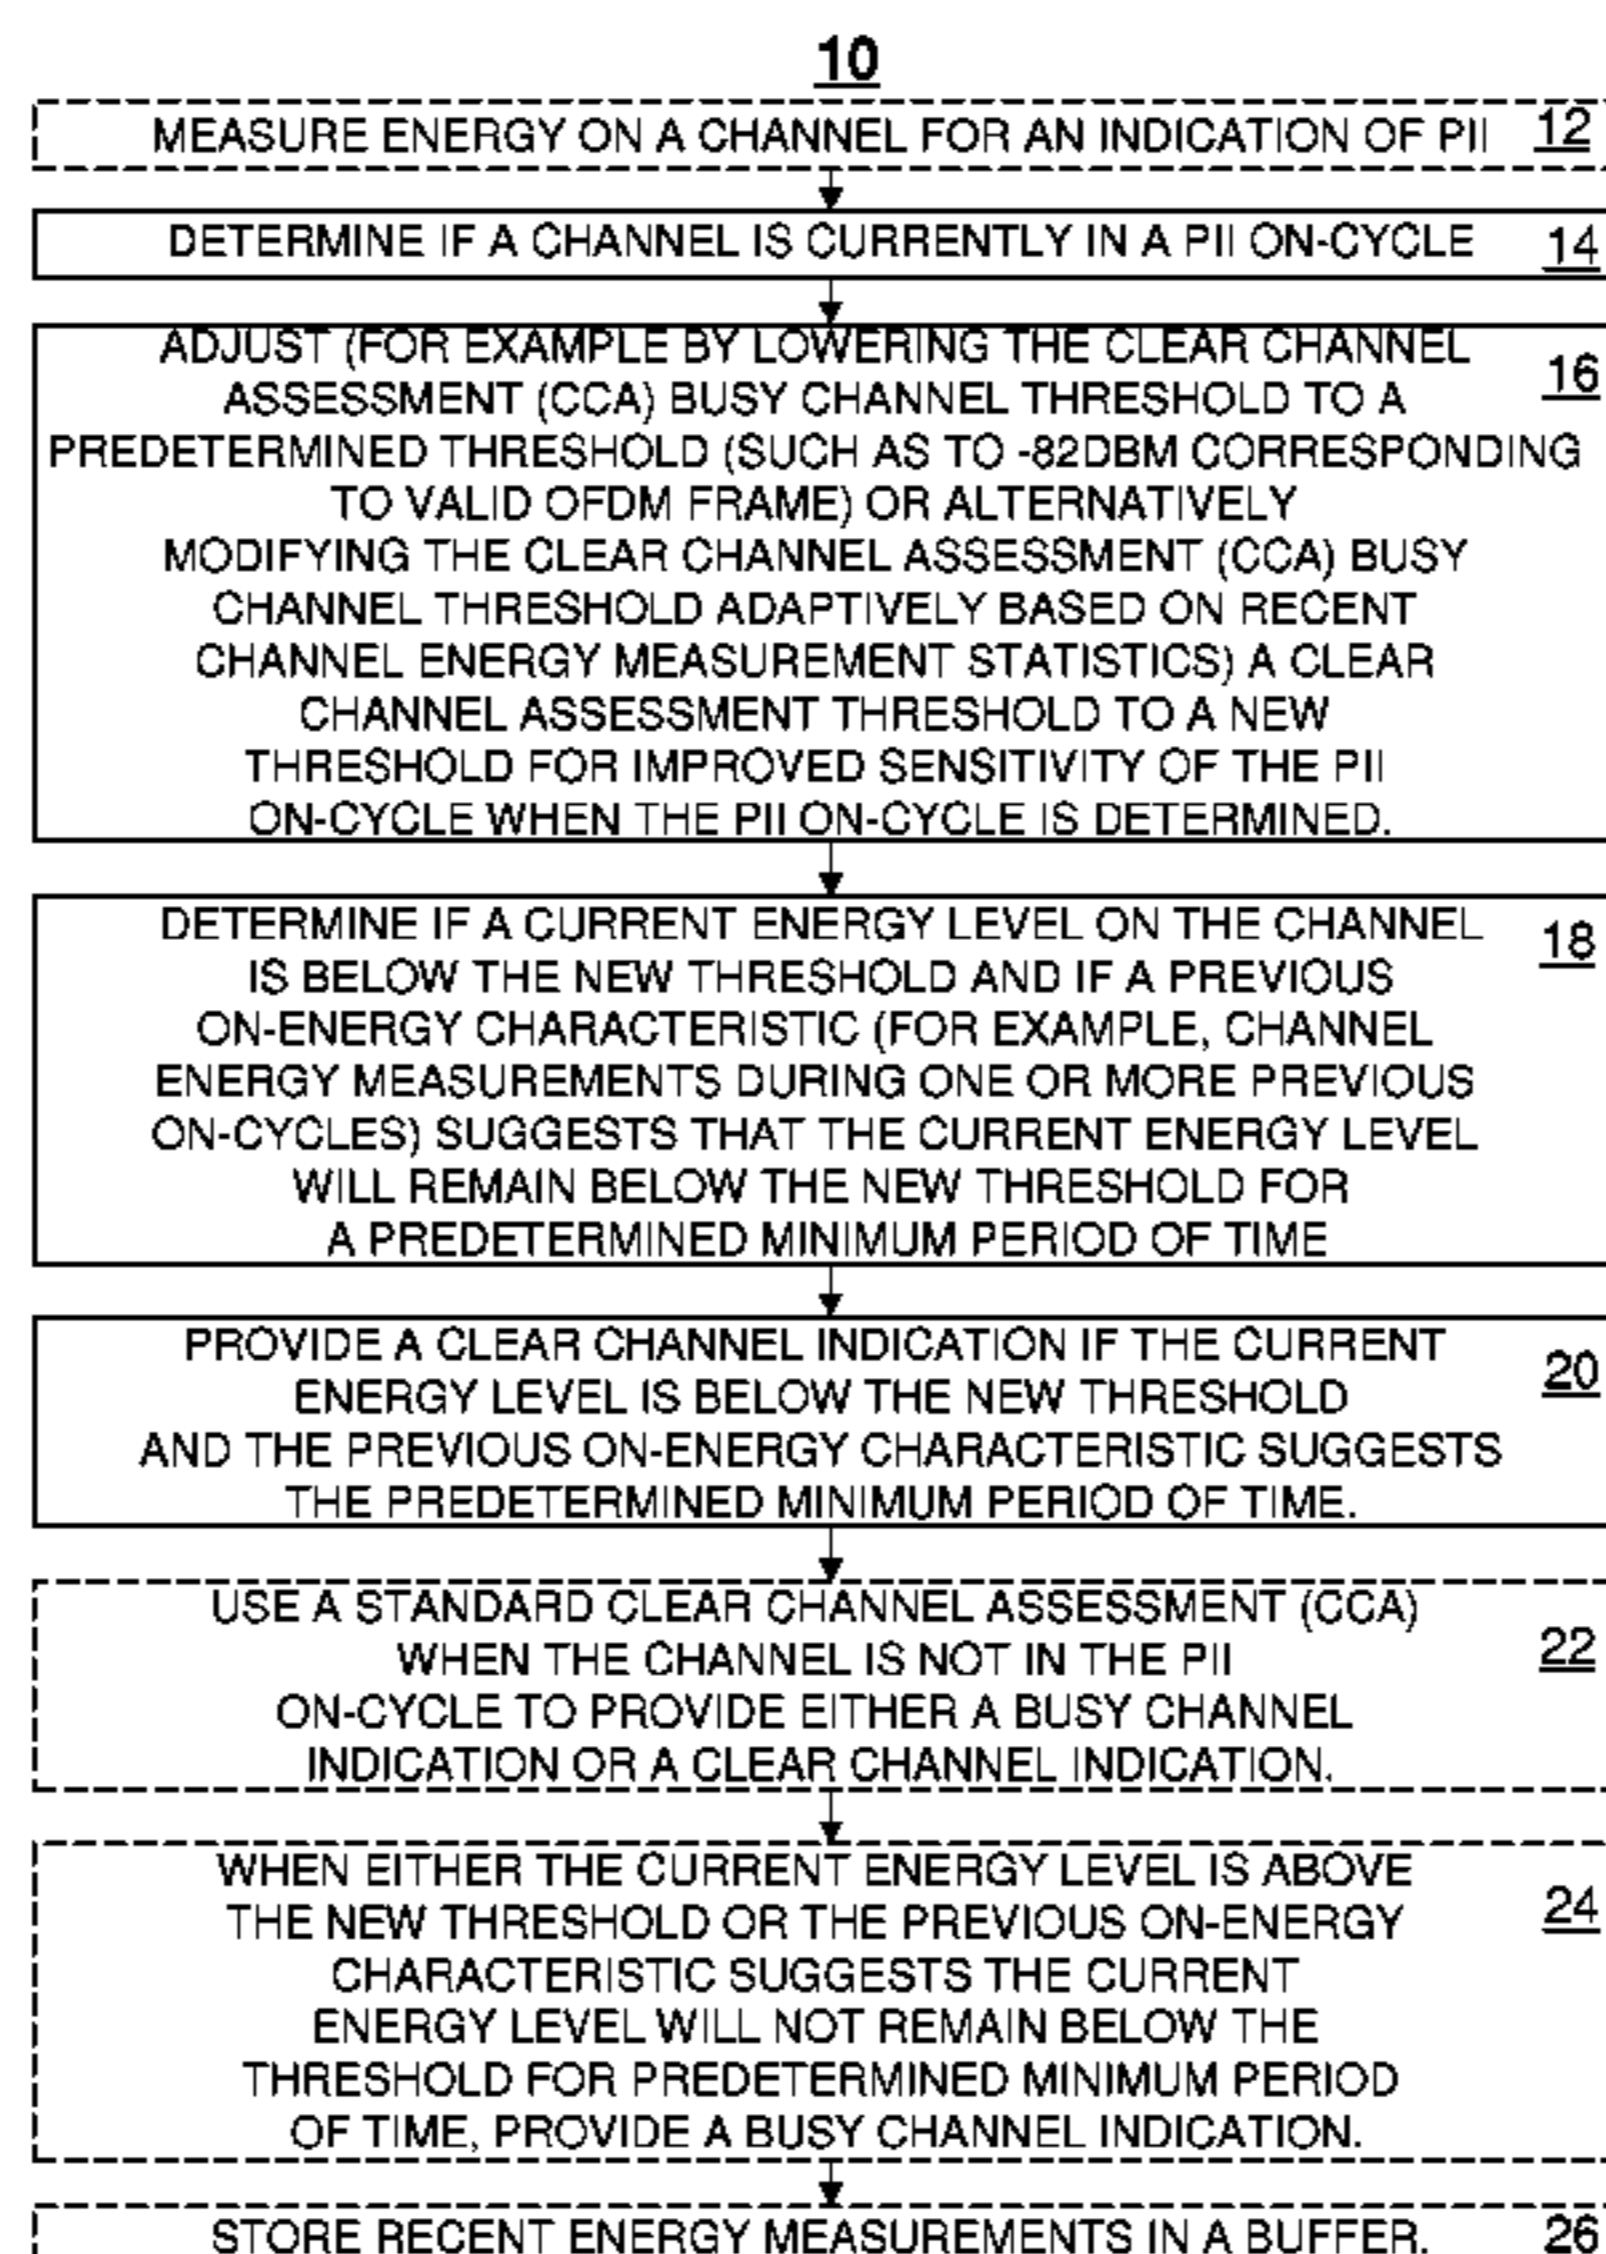 10
MEASURE ENERGY ON A CHANNEL FOR AN INDICATION OF PII 12
DETERMINE IF A CHANNEL IS CURRENTLY IN A PII ON-CYCLE 14
ADJUST (FOR EXAMPLE BY LOWERING THE CLEAR CHANNEL
ASSESSMENT (CCA) BUSY CHANNEL THRESHOLD TO A 16
PREDETERMINED THRESHOLD (SUCH AS TO -82DBM CORRESPONDING
TO VALID OFDM FRAME) OR ALTERNATIVELY
MODIFYING THE CLEAR CHANNEL ASSESSMENT (CCA) BUSY
CHANNEL THRESHOLD ADAPTIVELY BASED ON RECENT
CHANNEL ENERGY MEASUREMENT STATISTICS) A CLEAR
CHANNEL ASSESSMENT THRESHOLD TO A NEW
THRESHOLD FOR IMPROVED SENSITIVITY OF THE PII
ON-CYCLE WHEN THE PII ON-CYCLE IS DETERMINED.
DETERMINE IF A CURRENT ENERGY LEVEL ON THE CHANNEL 18
IS BELOW THE NEW THRESHOLD AND IF A PREVIOUS
ON-ENERGY CHARACTERISTIC (FOR EXAMPLE, CHANNEL
ENERGY MEASUREMENTS DURING ONE OR MORE PREVIOUS
ON-CYCLES) SUGGESTS THAT THE CURRENT ENERGY LEVEL
WILL REMAIN BELOW THE NEW THRESHOLD FOR
A PREDETERMINED MINIMUM PERIOD OF TIME
PROVIDE A CLEAR CHANNEL INDICATION IF THE CURRENT 20
ENERGY LEVEL IS BELOW THE NEW THRESHOLD
AND THE PREVIOUS ON-ENERGY CHARACTERISTIC SUGGESTS
THE PREDETERMINED MINIMUM PERIOD OF TIME.
USE A STANDARD CLEAR CHANNEL ASSESSMENT (CCA)
WHEN THE CHANNEL IS NOT IN THE PII 22
ON-CYCLE TO PROVIDE EITHER A BUSY CHANNEL
INDICATION OR A CLEAR CHANNEL INDICATION.
WHEN EITHER THE CURRENT ENERGY LEVEL IS ABOVE
THE NEW THRESHOLD OR THE PREVIOUS ON-ENERGY 24
CHARACTERISTIC SUGGESTS THE CURRENT
ENERGY LEVEL WILL NOT REMAIN BELOW THE
THRESHOLD FOR PREDETERMINED MINIMUM PERIOD
OF TIME, PROVIDE A BUSY CHANNEL INDICATION.
STORE RECENT ENERGY MEASUREMENTS IN A BUFFER. 26